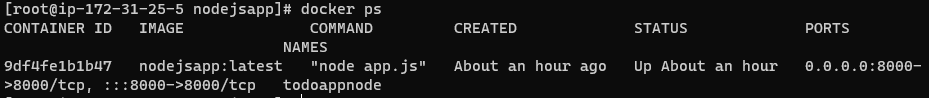 [root@ip-172-31-25-5 nodejsapp]# docker ps
CONTAINER ID   IMAGE              COMMAND         CREATED             STATUS             PORTS
                                  NAMES
9df4fe1b1b47   nodejsapp:latest   "node app.js"   About an hour ago   Up About an hour   0.0.0.0:8000-
>8000/tcp, :::8000->8000/tcp   todoappnode